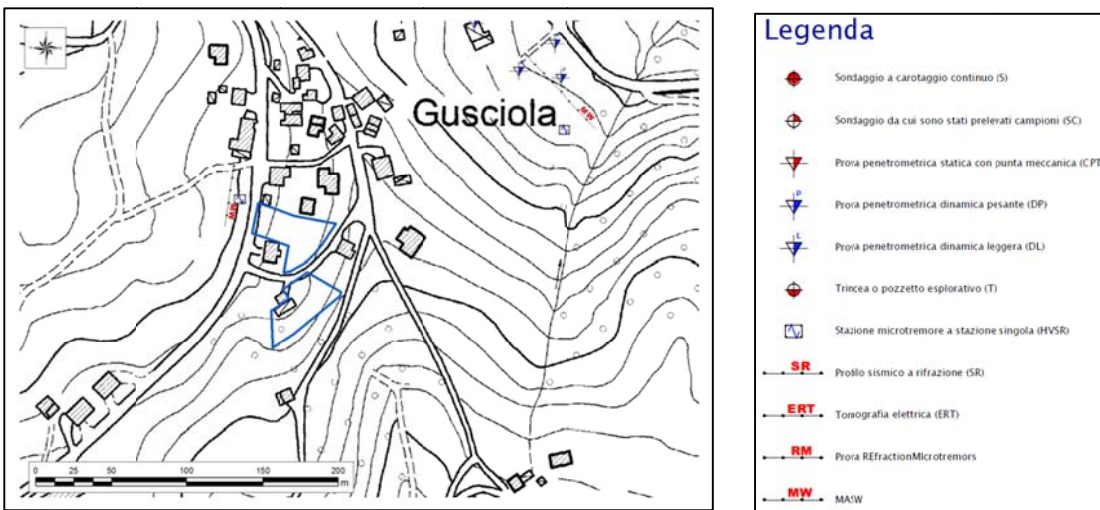 Gusciola
MW
MW
0 25 50 100 150 200
m
Legenda
Sondaggio a carotaggio continuo (S)
Sondaggio da cui sono stati prelevati campioni (SC)
Prova penetrometrica statica con punta meccanica (CPT
P
Prova penetrometrica dinamica pesante (DP)
L
Prova penetrometrica dinamica leggera (DL)
Trincea o pozzetto esplorativo (T)
Stazione microtremore a stazione singola (HVSR)
SR Profilo sismico a rifrazione (SR)
ERT Tomografia elettrica (ERT)
RM Prova REfractionMIcrotremors
MW MASW